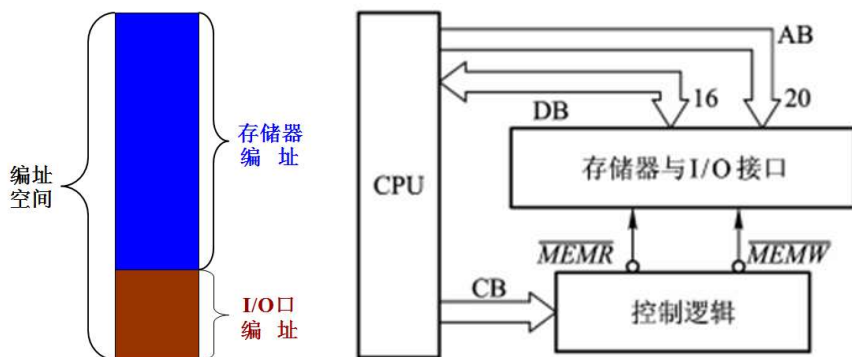 编址
空间
存储器
编 址
I/O口
编 址
CPU
AB
DB
16
20
存储器与I/O接口
MEMR
MEMW
CB
控制逻辑